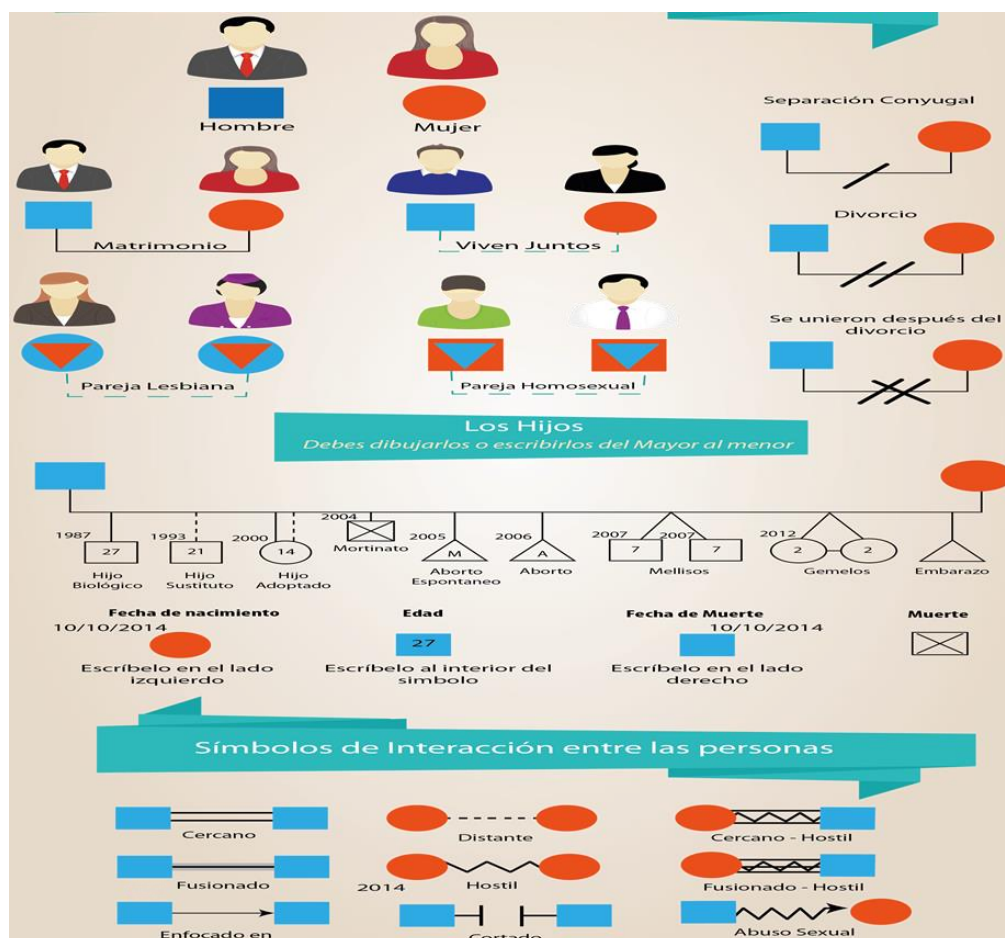 Hombre
Mujer
Separación Conyugal
Matrimonio
Viven Juntos
Divorcio
Se unieron después del
divorcio
Pareja Lesbiana
Pareja Homosexual
Los Hijos
Debes dibujarlos o escribirlos del Mayor al menor
1987
27
Hijo
Biológico
1993
21
Hijo
Sustituto
2000
14
Hijo
Adoptado
2004
Mortinato
2005
M
Aborto
Espontaneo
2006
A
Aborto
2007
2007
7
7
Mellisos
2012
2
2
Gemelos
Embarazo
Fecha de nacimiento
10/10/2014
Escríbelo en el lado
izquierdo
Edad
27
Escríbelo al interior del
simbolo
Fecha de Muerte
10/10/2014
Escríbelo en el lado
derecho
Muerte
Símbolos de Interacción entre las personas
Cercano
Distante
Cercano - Hostil
Fusionado
2014
Hostil
Fusionado - Hostil
Enfocado en
Cortado
Abuso Sexual